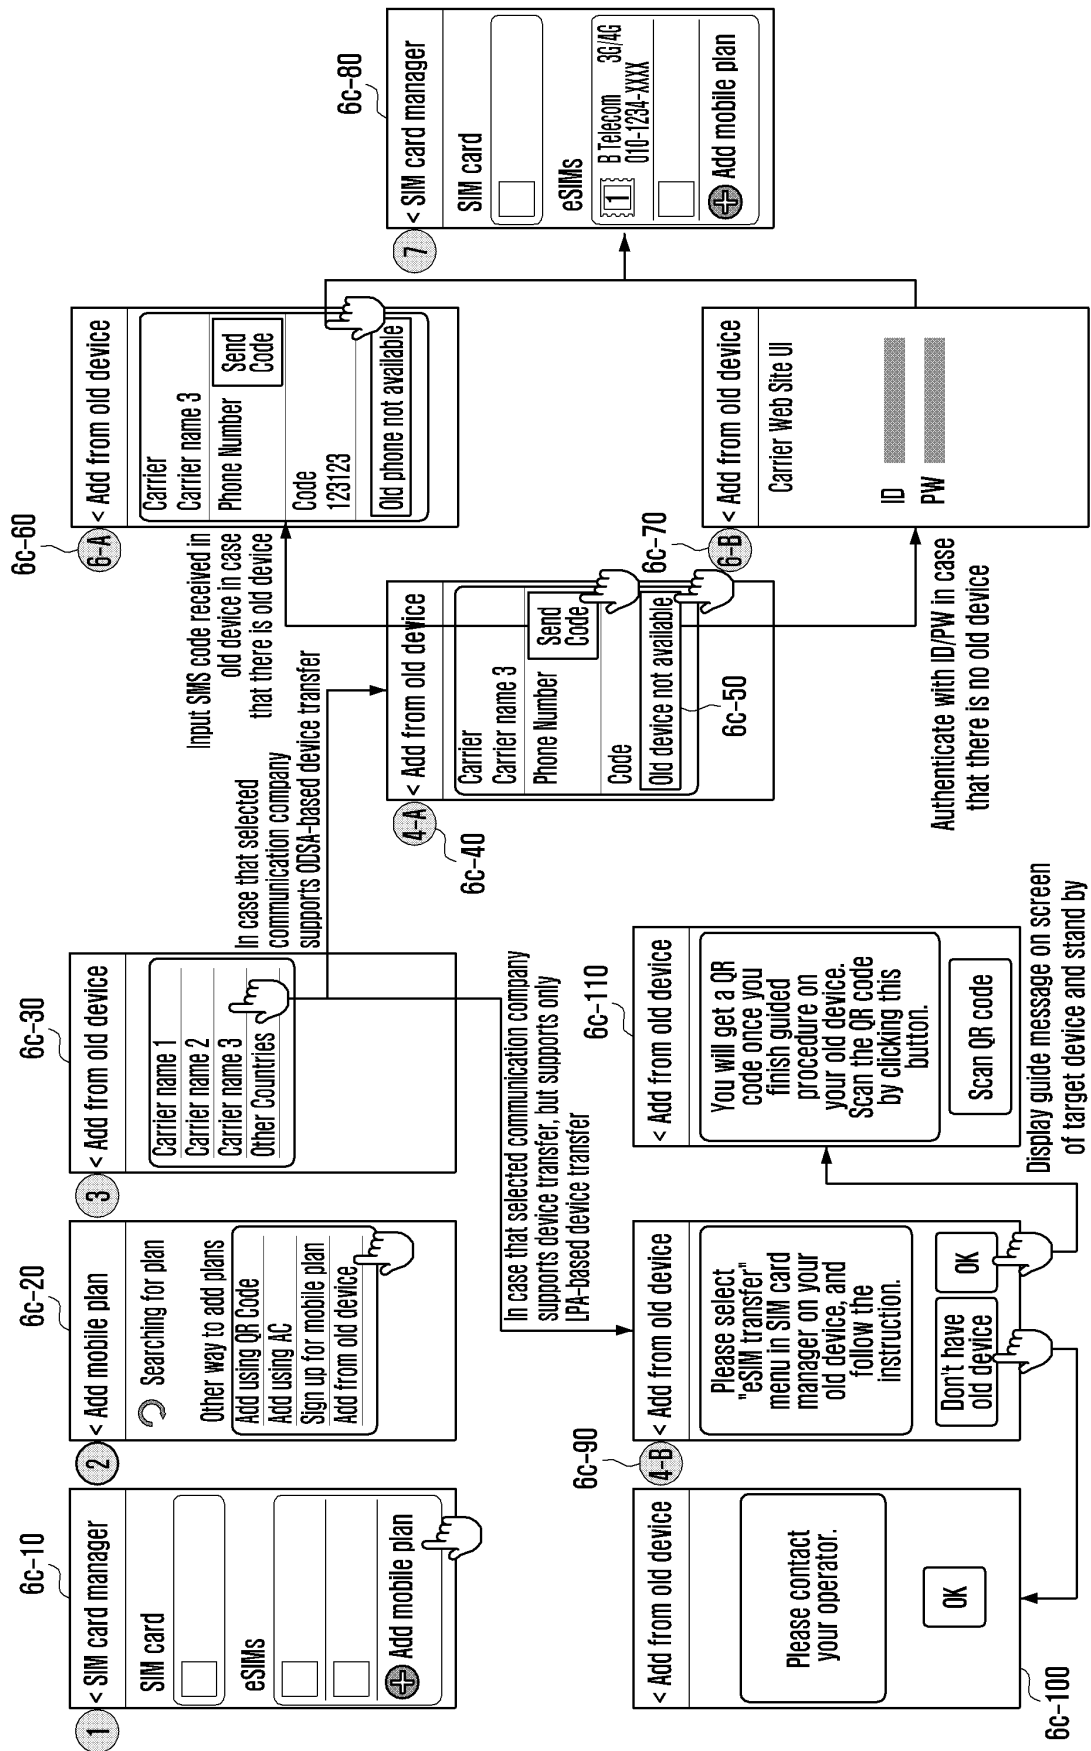 6c-10
1
< SIM card manager
SIM card
eSIMs
Add mobile plan
6c-20
2
< Add mobile plan
Searching for plan
Other way to add plans
Add using QR Code
Add using AC
Sign up for mobile plan
Add from old device
6c-30
3
< Add from old device
Carrier name 1
Carrier name 2
Carrier name 3
Other Countries
In case that selected
communication company
supports ODSA-based device transfer
In case that selected communication company
supports device transfer, but supports only
LPA-based device transfer
6c-40
4-A
< Add from old device
Carrier
Carrier name 3
Phone Number
Send
Code
Code
Old device not available
6c-50
Input SMS code received in
old device in case
that there is old device
6c-60
6-A
< Add from old device
Carrier
Carrier name 3
Phone Number
Send
Code
Code
123123
Old phone not available
Authenticate with ID/PW in case
that there is no old device
6c-70
6-B
< Add from old device
Carrier Web Site UI
ID
PW
6c-80
7
< SIM card manager
SIM card
eSIMs
1
B Telecom 3G/4G
010-1234-XXXX
Add mobile plan
6c-90
4-B
< Add from old device
Please select
"eSIM transfer"
menu in SIM card
manager on your
old device, and
follow the
instruction.
Don't have
old device
OK
6c-100
< Add from old device
Please contact
your operator.
OK
6c-110
< Add from old device
You will get a QR
code once you
finish guided
procedure on
your old device.
Scan the QR code
by clicking this
button.
Scan QR code
Display guide message on screen
of target device and stand by